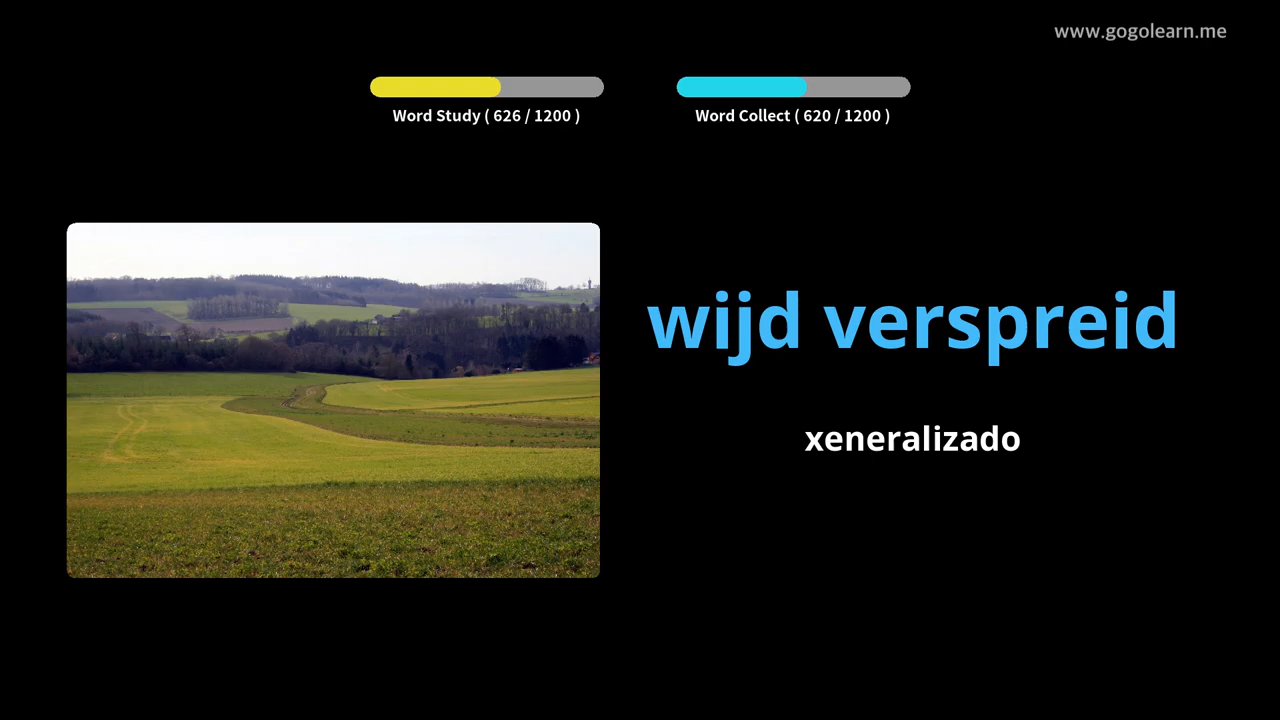 www.gogolearn.me
Word Study ( 626 / 1200 )
Word Collect ( 620 / 1200 )
wijd verspreid
xeneralizado